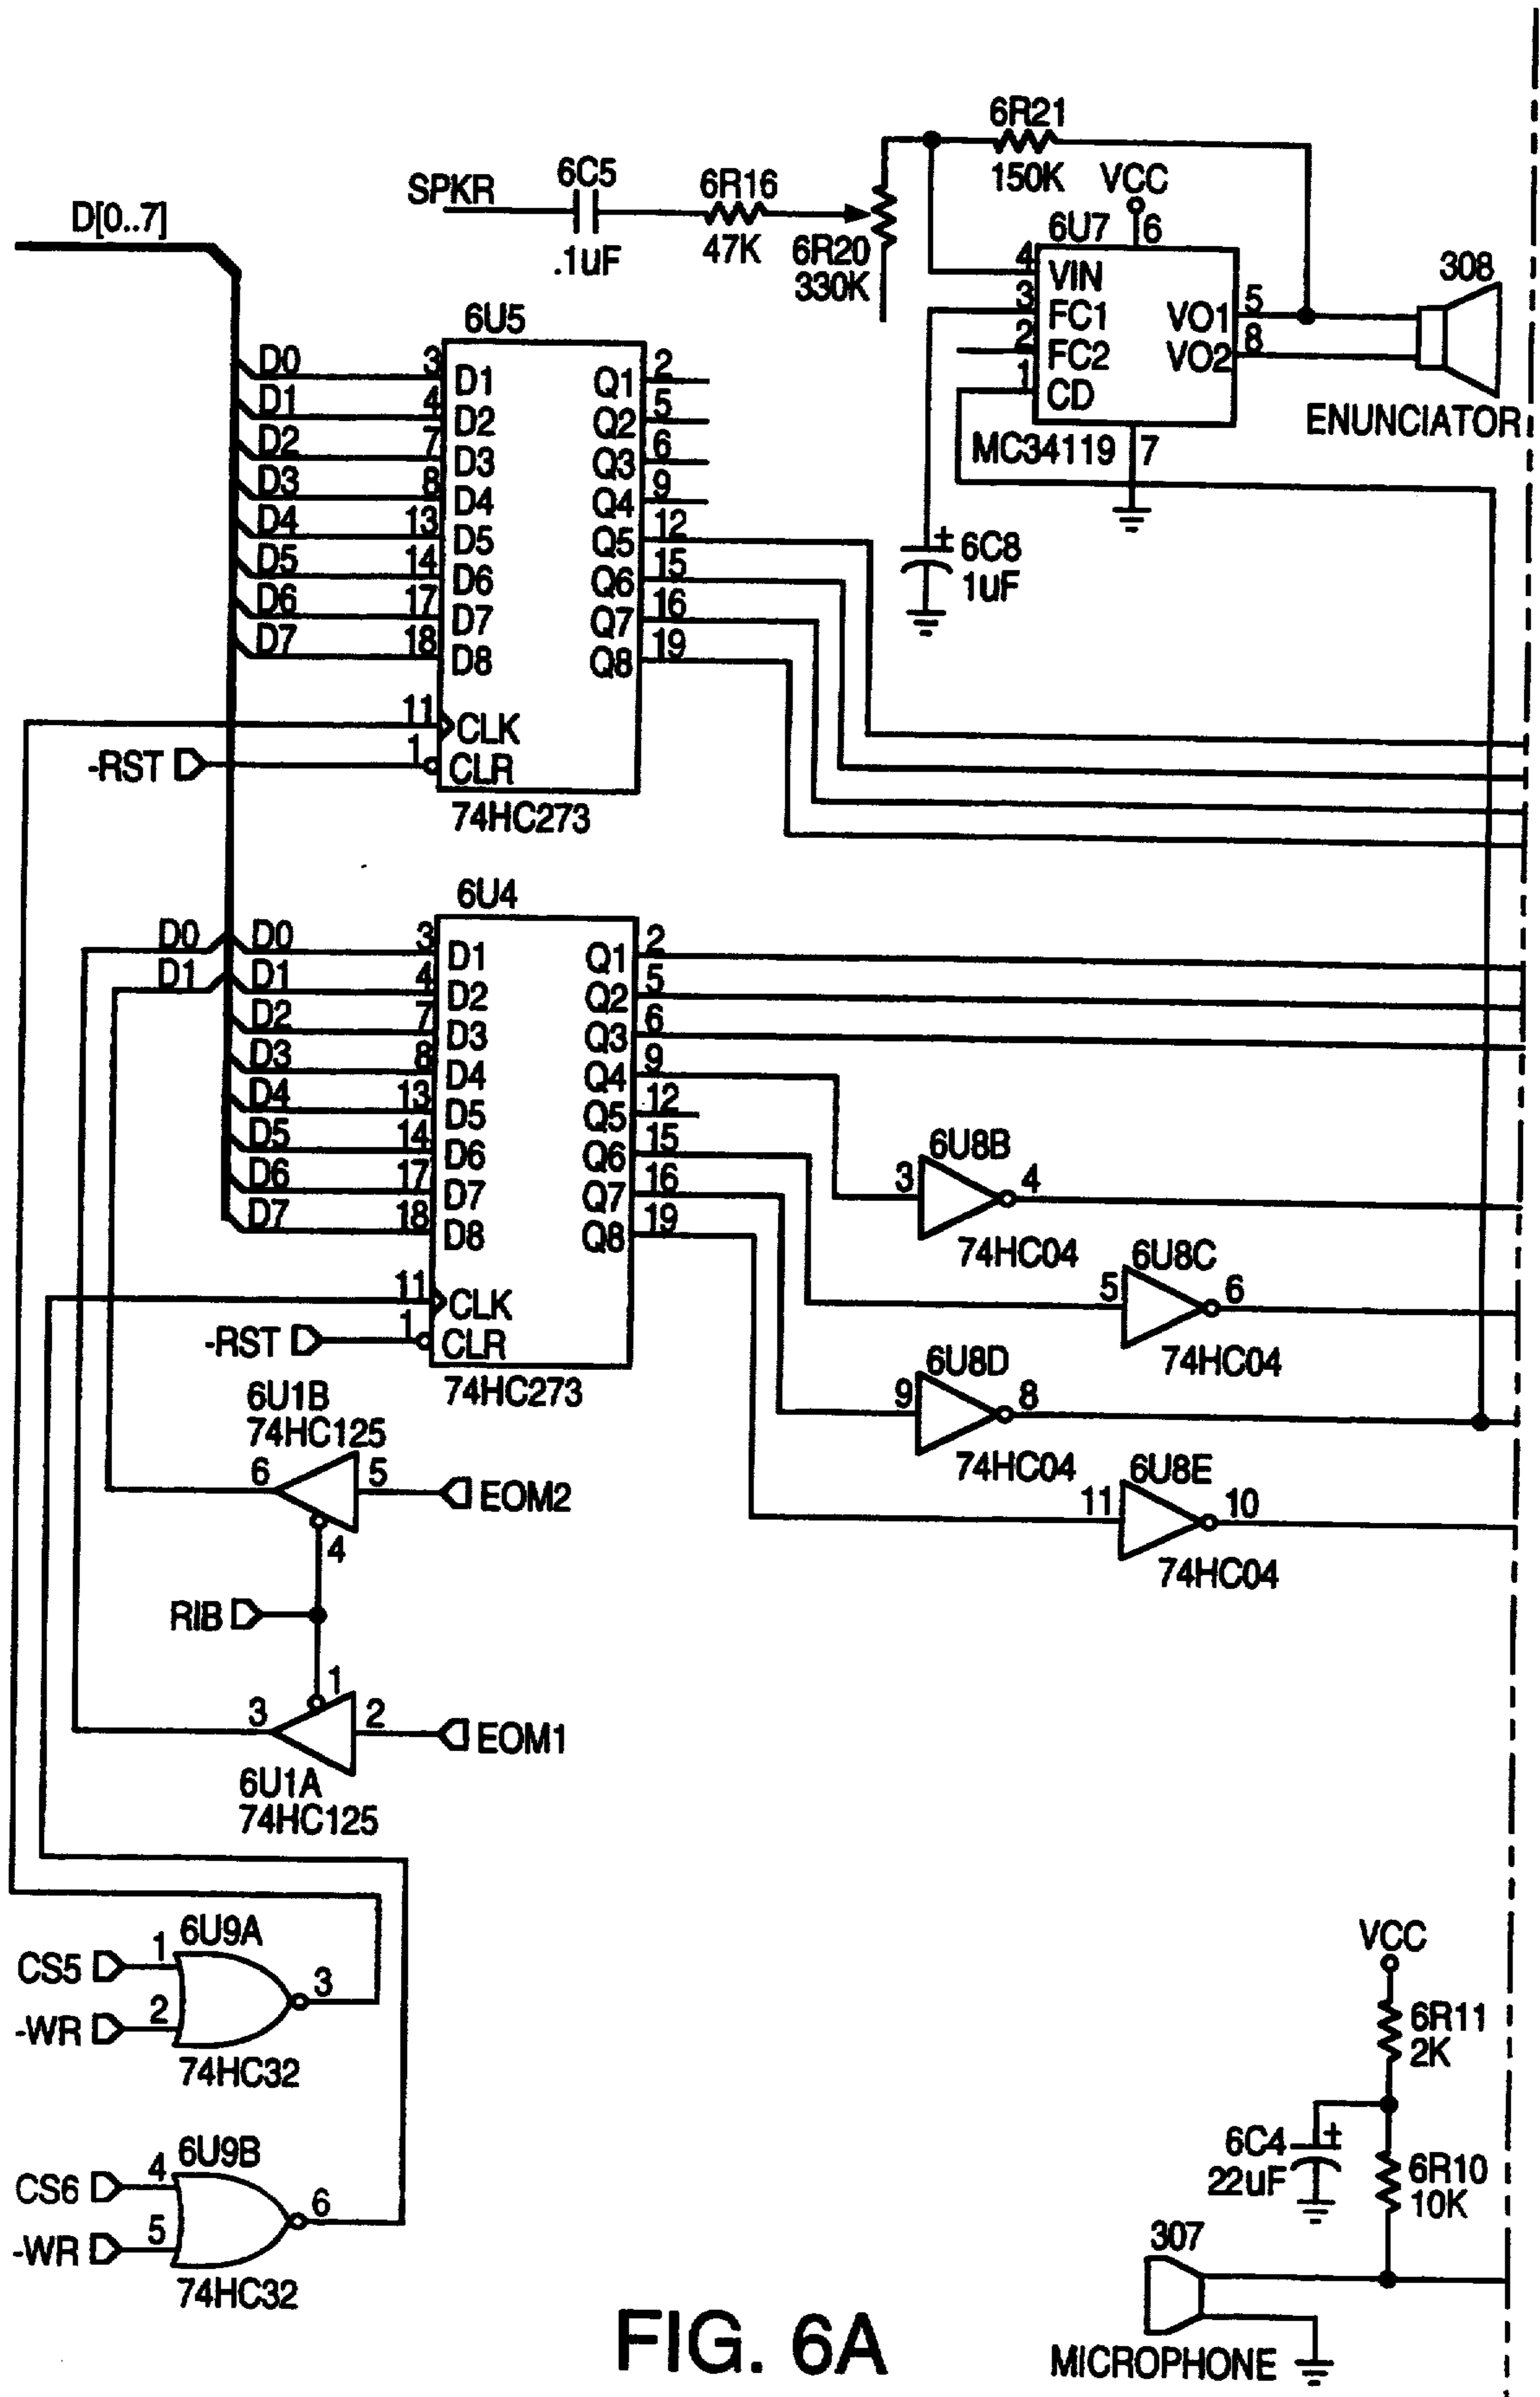 6R21
150K
VCC
SPKR
6C5
.1uF
6R16
47K
6R20
330K
D[0..7]
6U7
6
4
VIN
3
FC1
2
FC2
1
CD
VO1
5
VO2
8
MC34119
7
308
ENUNCIATOR
6C8
1uF
+
6U5
D0 3 D1 Q1 2
D1 4 D2 Q2 5
D2 7 D3 Q3 6
D3 8 D4 Q4 9
D4 13 D5 Q5 12
D5 14 D6 Q6 15
D6 17 D7 Q7 16
D7 18 D8 Q8 19
11 CLK
-RST 1 CLR
74HC273
6U4
D0 D0 3 D1 Q1 2
D1 D1 4 D2 Q2 5
D2 7 D3 Q3 6
D3 8 D4 Q4 9
D4 13 D5 Q5 12
D5 14 D6 Q6 15
D6 17 D7 Q7 16
D7 18 D8 Q8 19
11 CLK
-RST 1 CLR
74HC273
6U8B
3 4
74HC04
6U8C
5 6
74HC04
6U8D
9 8
74HC04
6U8E
11 10
74HC04
6U1B
74HC125
6 5 EOM2
4
RIB
1
3 2 EOM1
6U1A
74HC125
6U9A
CS5 1
3
-WR 2
74HC32
6U9B
CS6 4
6
-WR 5
74HC32
VCC
6R11
2K
6C4
22uF
+
6R10
10K
307
MICROPHONE
FIG. 6A